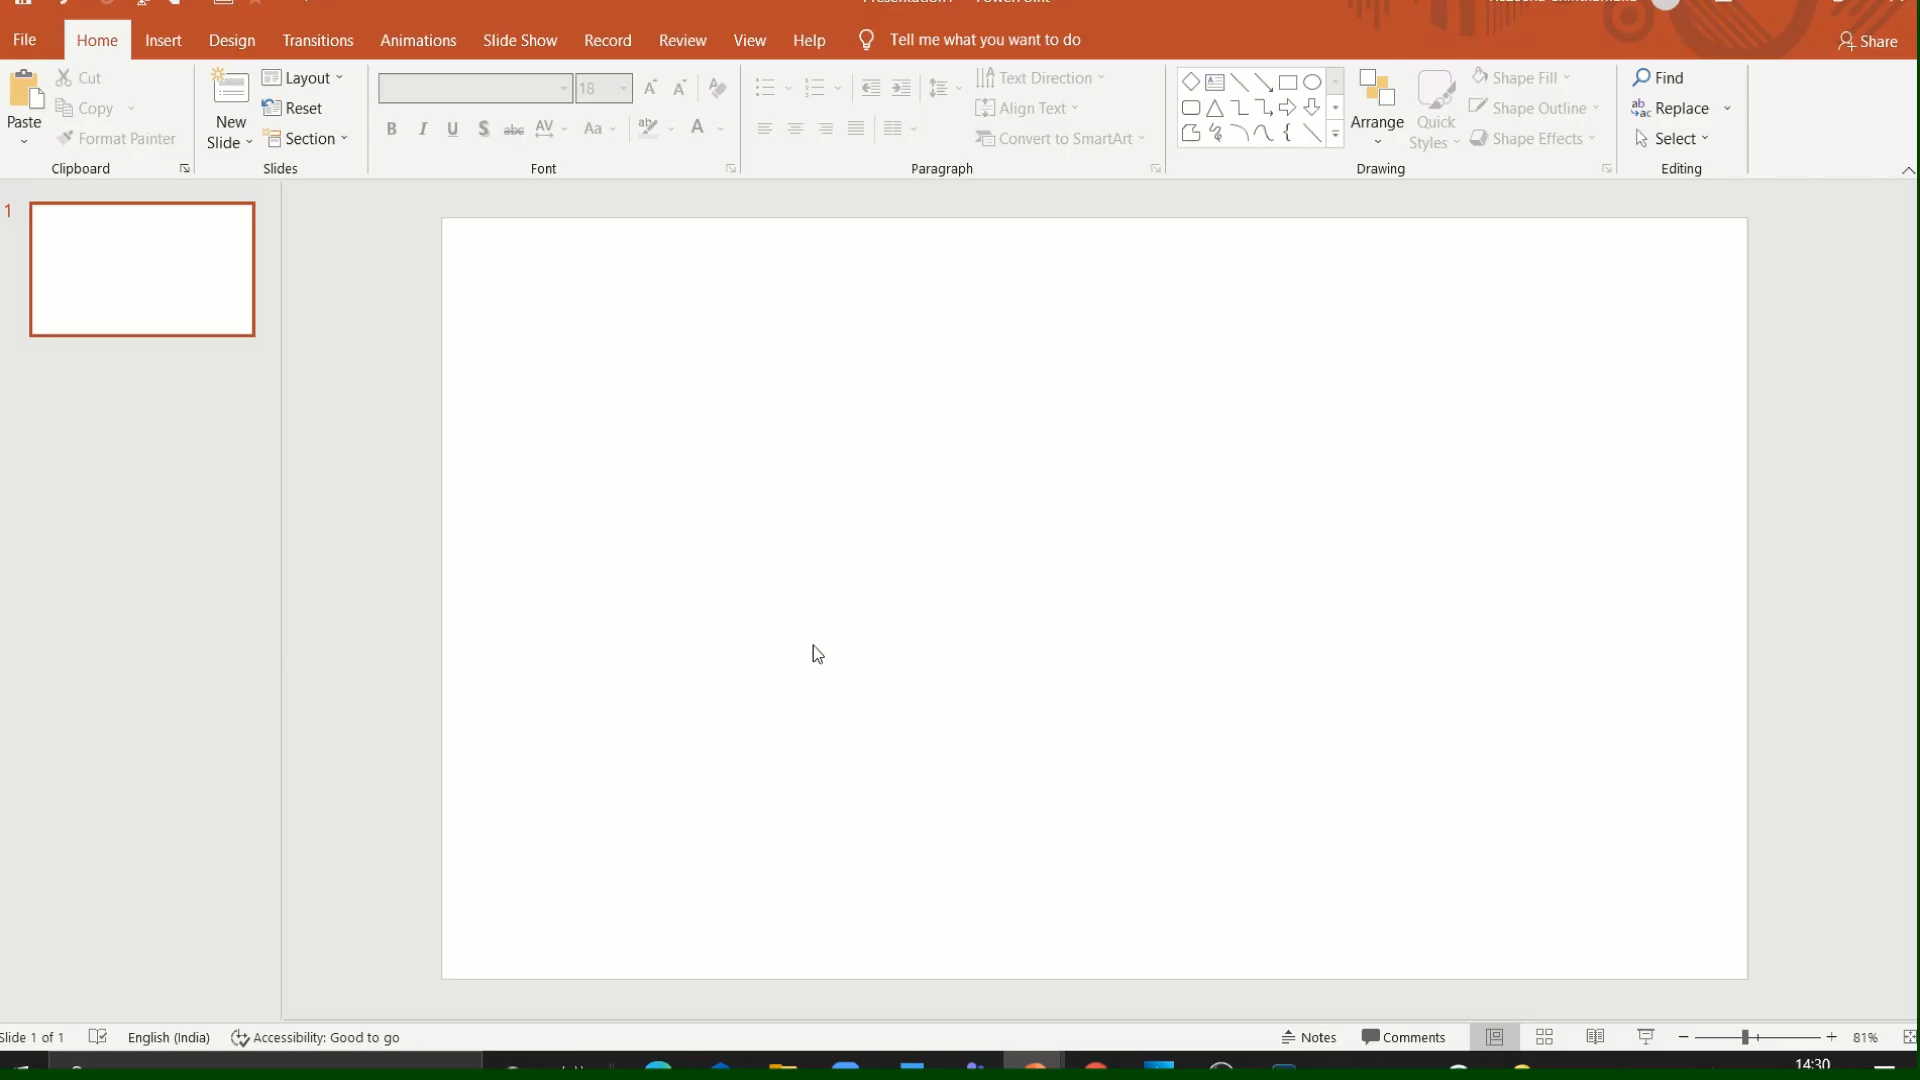 File Home Insert Design Transitions Animations Slide Show Record Review View Help Tell me what you want to do Share
Paste
Cut
Copy
Format Painter
Clipboard
New
Slide
Layout
Reset
Section
Slides
18
B I U S abc AV Aa A
Font
Text Direction
Align Text
Convert to SmartArt
Paragraph
Arrange
Quick
Styles
Shape Fill
Shape Outline
Shape Effects
Drawing
Find
Replace
Select
Editing
1
Slide 1 of 1 English (India) Accessibility: Good to go Notes Comments 81%
14:30